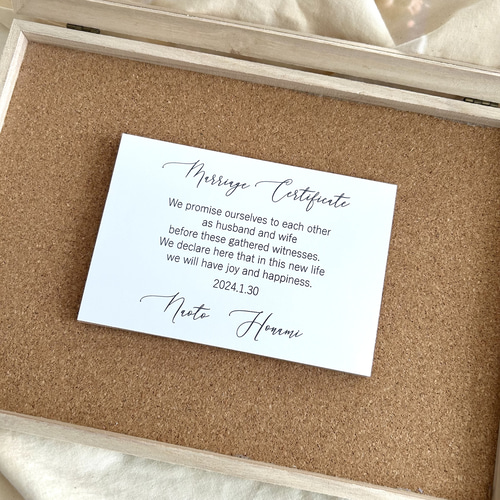 Marriage Certificate
We promise ourselves to each other
as husband and wife
before these gathered witnesses.
We declare here that in this new life
we will have joy and happiness.
2024.1.30
Naoto Honami